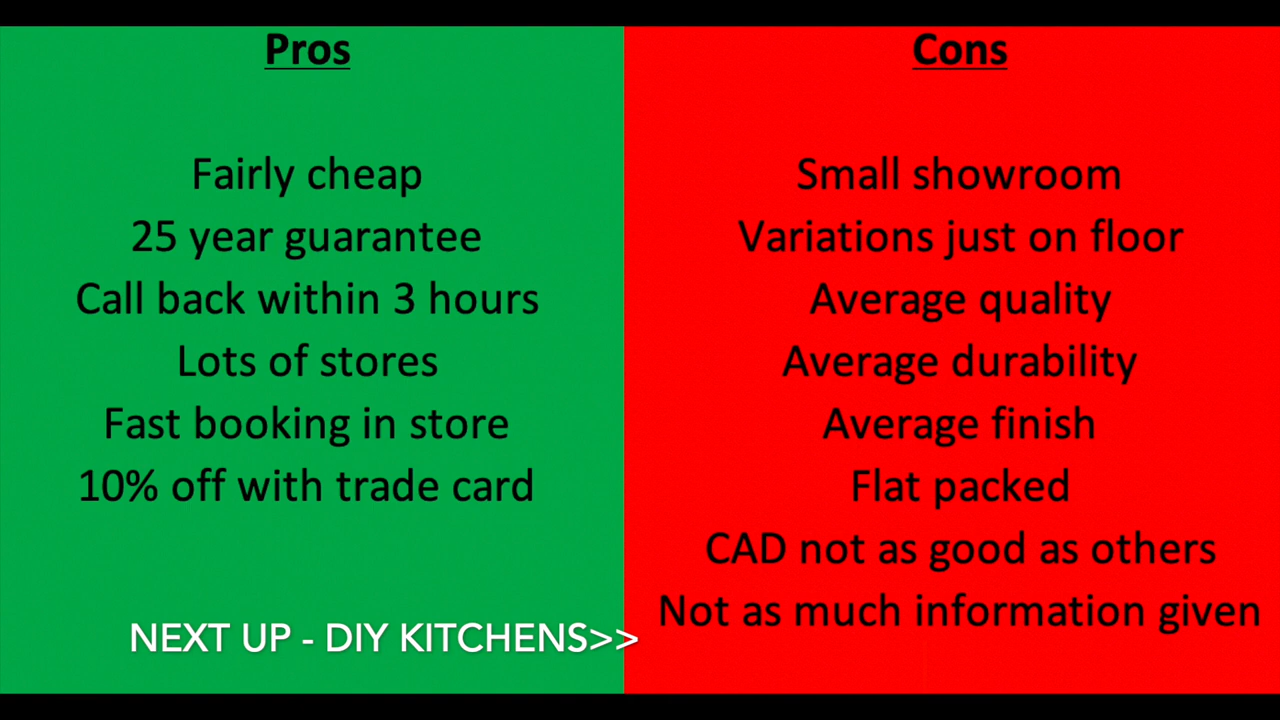 Pros
Fairly cheap
25 year guarantee
Call back within 3 hours
Lots of stores
Fast booking in store
10% off with trade card
NEXT UP - DIY KITCHENS>>
Cons
Small showroom
Variations just on floor
Average quality
Average durability
Average finish
Flat packed
CAD not as good as others
Not as much information given